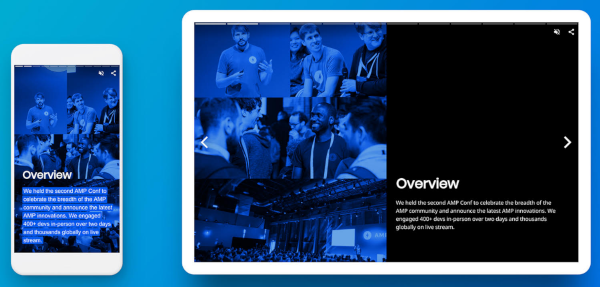 Overview
We held the second AMP Conf to
celebrate the breadth of the AMP
community and announce the latest
AMP innovations. We engaged
400+ devs in-person over two days
and thousands globally on live
stream.
Overview
We held the second AMP Conf to celebrate the breadth of the
AMP community and announce the latest AMP innovations. We
engaged 400+ devs in-person over two days and thousands
globally on live stream.